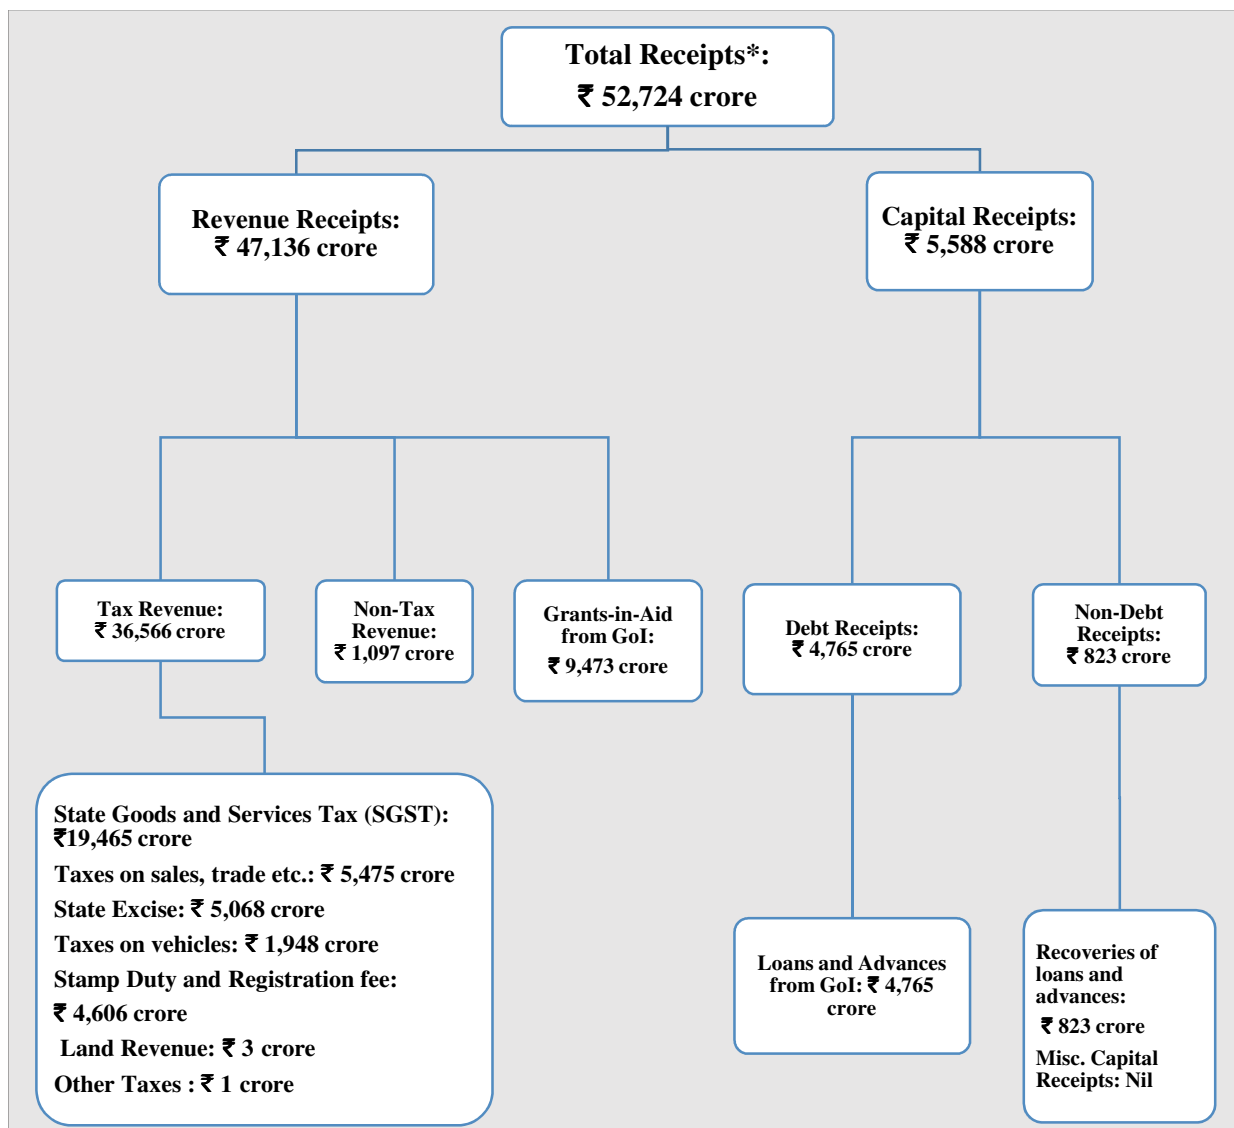 Total Receipts*:
₹ 52,724 crore
Revenue Receipts:
₹ 47,136 crore
Capital Receipts:
₹ 5,588 crore
Tax Revenue:
₹ 36,566 crore
Non-Tax
Revenue:
₹ 1,097 crore
Grants-in-Aid
from GoI:
₹ 9,473 crore
Debt Receipts:
₹ 4,765 crore
Non-Debt
Receipts:
₹ 823 crore
State Goods and Services Tax (SGST):
₹19,465 crore
Taxes on sales, trade etc.: ₹ 5,475 crore
State Excise: ₹ 5,068 crore
Taxes on vehicles: ₹ 1,948 crore
Stamp Duty and Registration fee:
₹ 4,606 crore
Land Revenue: ₹ 3 crore
Other Taxes : ₹ 1 crore
Loans and Advances
from GoI: ₹ 4,765
crore
Recoveries of
loans and
advances:
₹ 823 crore
Misc. Capital
Receipts: Nil